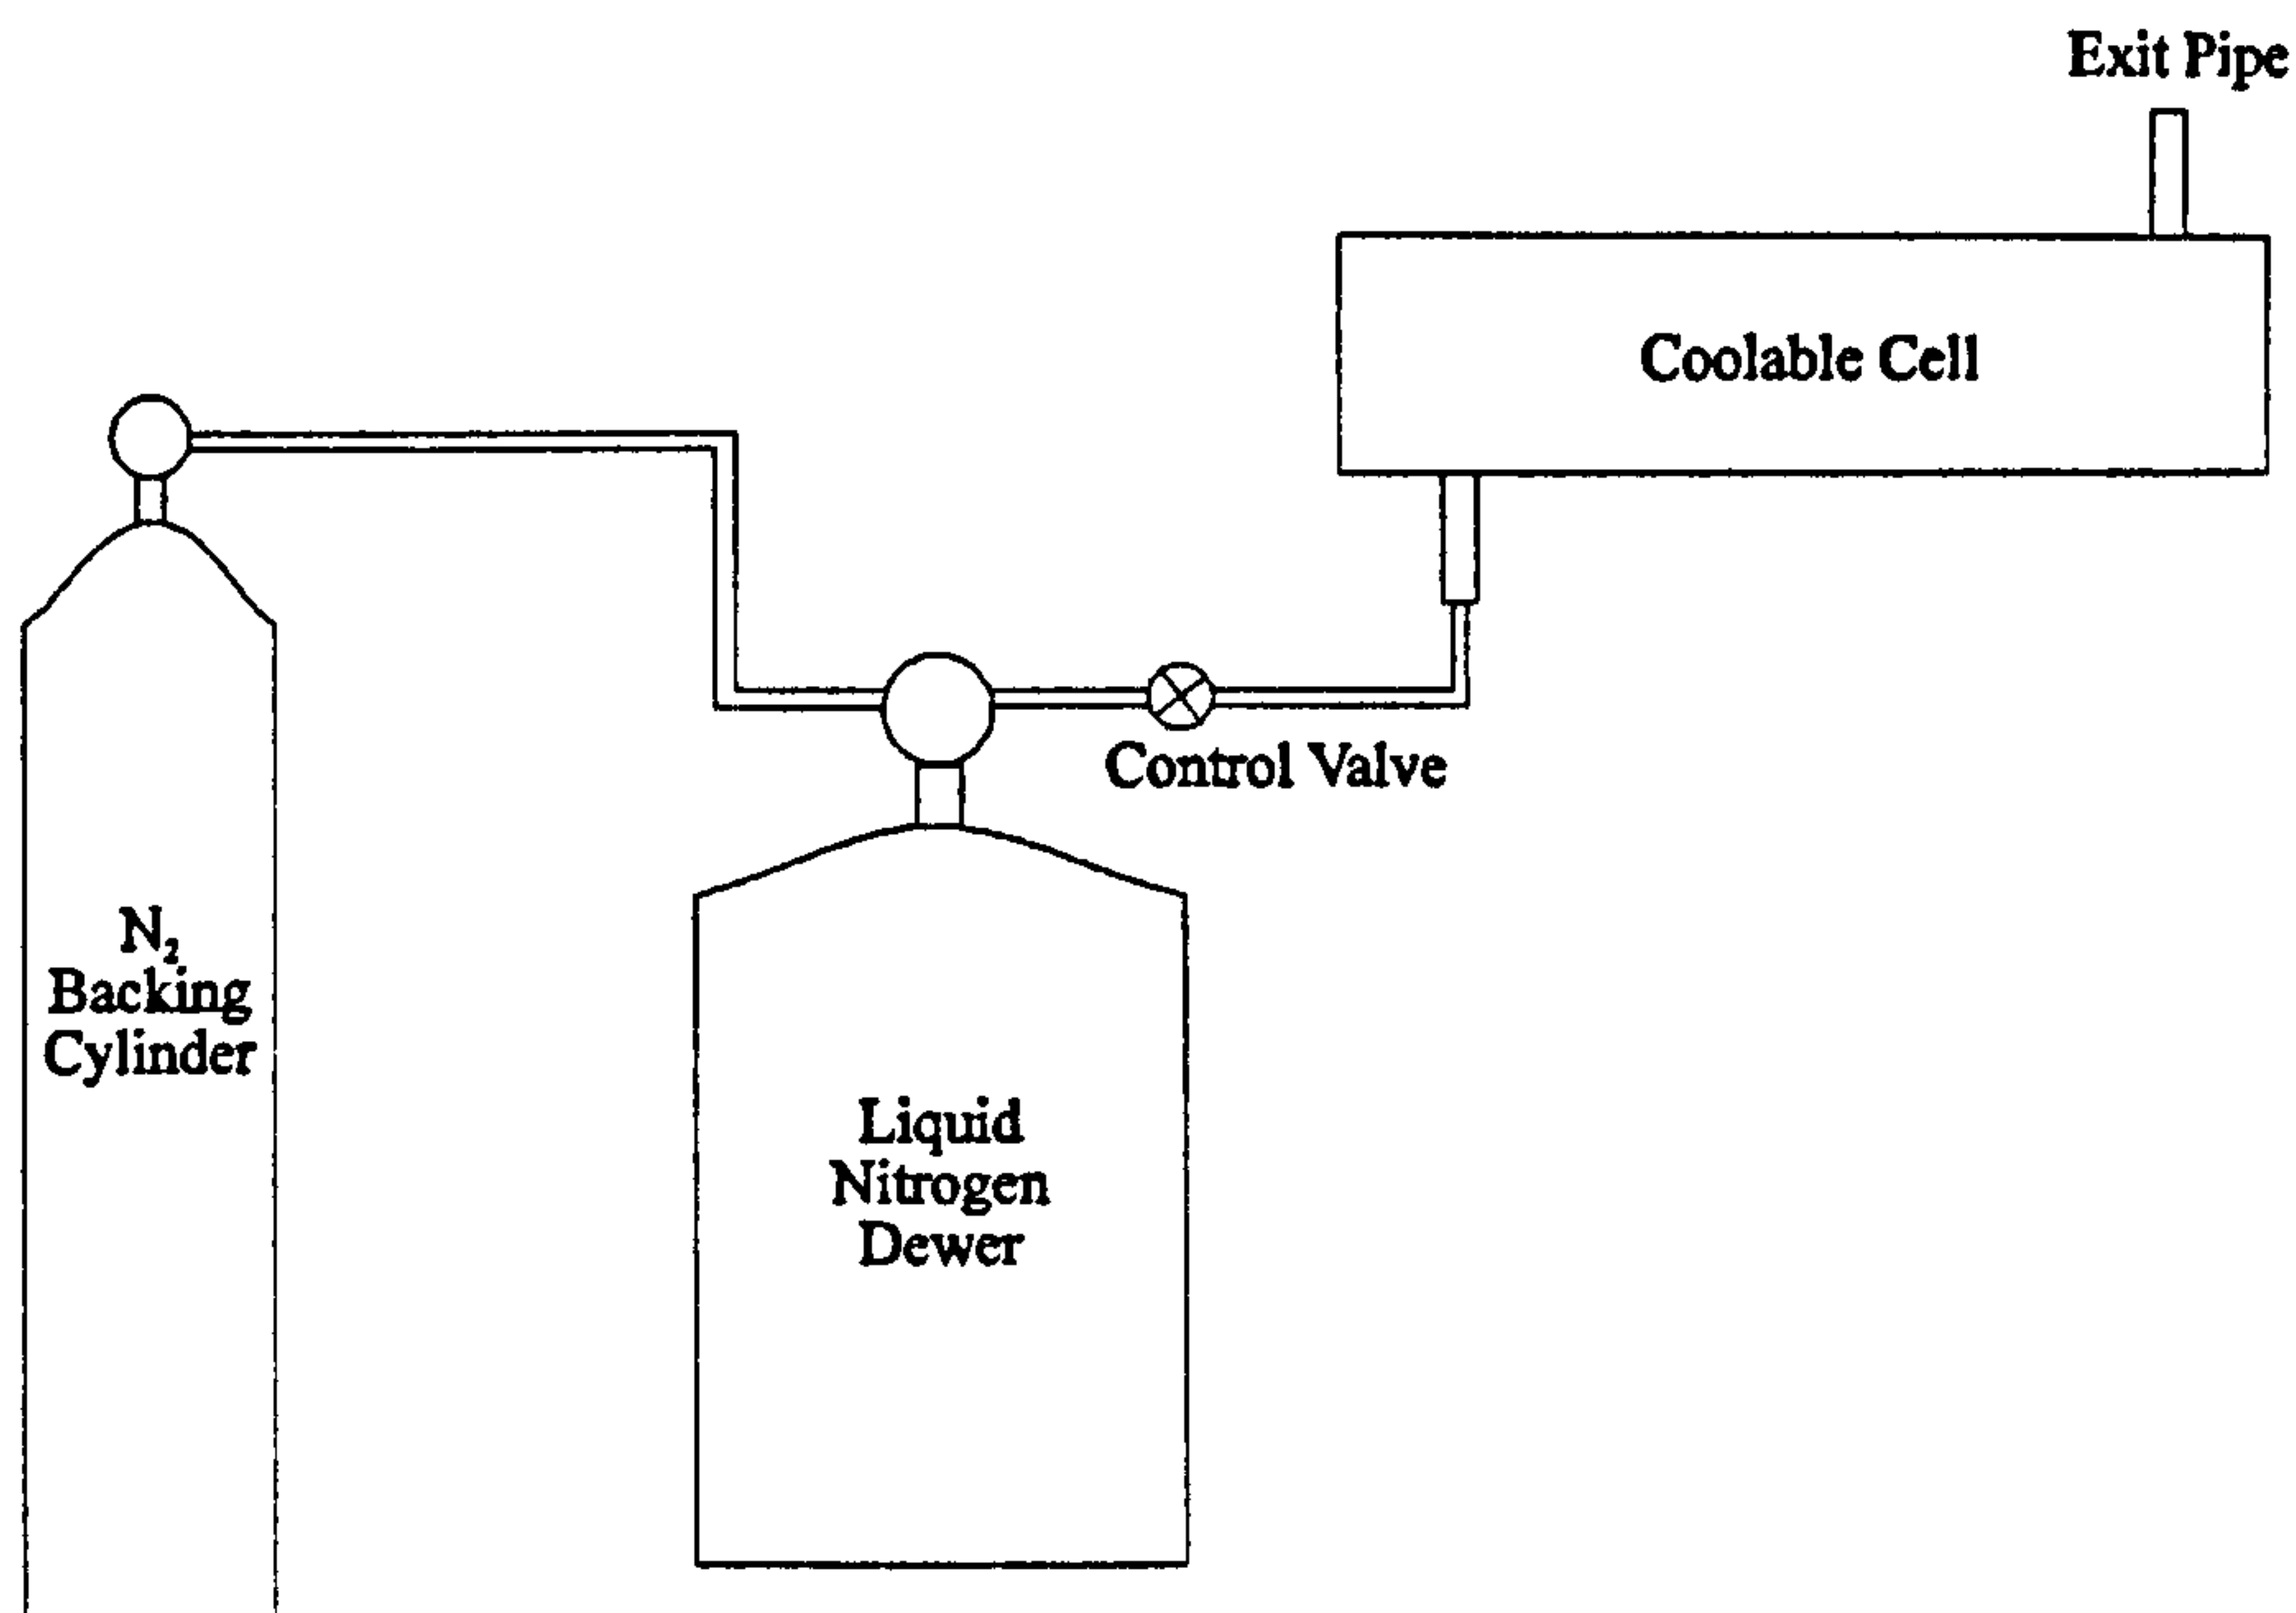 Exit Pipe
Coolable Cell
Control Valve
N₂
Backing
Cylinder
Liquid
Nitrogen
Dewer